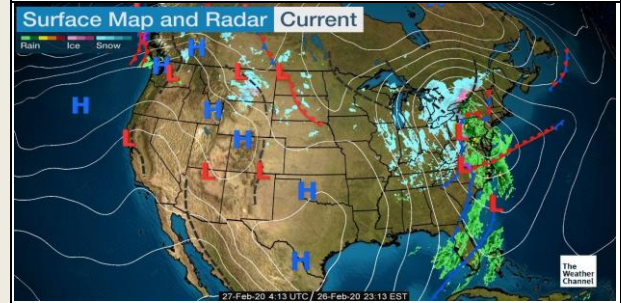 Surface Map and Radar Current
Rain Ice Snow
H
H
L
L
L
H
H
H
L
L
H
L
L
L
L
H
H
The
Weather
Channel
27-Feb-20 4:13 UTC / 26-Feb-20 23:13 EST